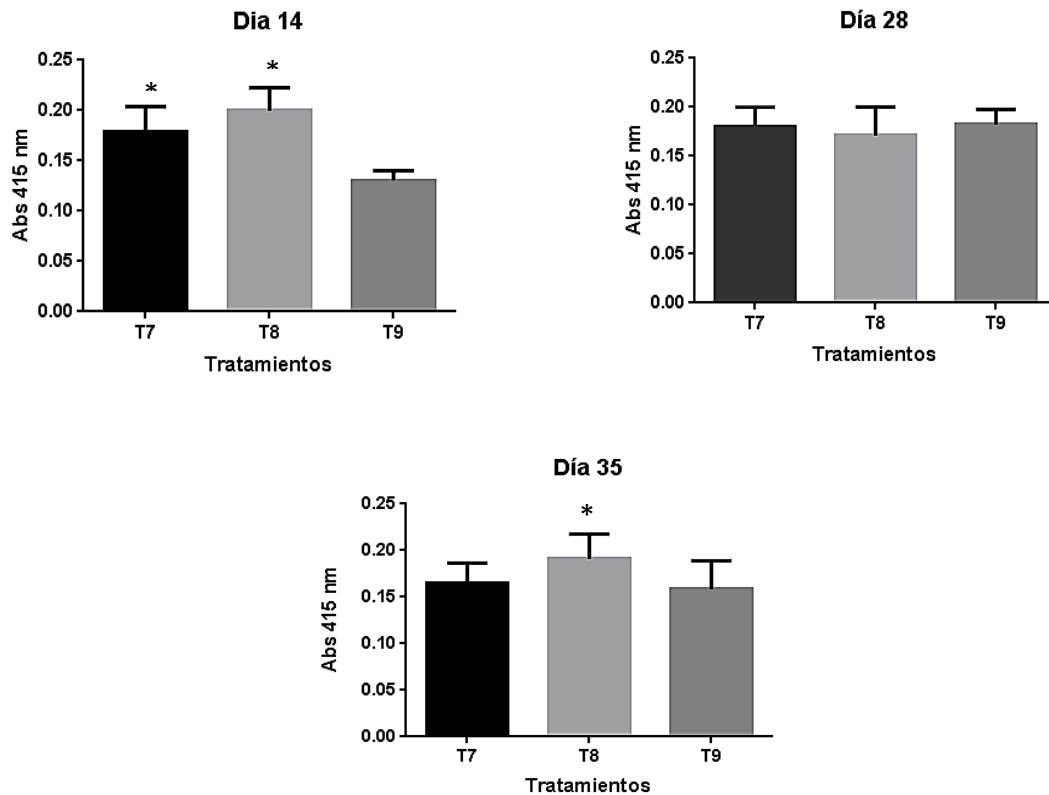 Dia 14
*
*
0.25
0.20
0.15
0.10
0.05
0.00
Abs 415 nm
T7 T8 T9
Tratamientos
Día 28
0.25
0.20
0.15
0.10
0.05
0.00
Abs 415 nm
T7 T8 T9
Tratamientos
Día 35
*
0.25
0.20
0.15
0.10
0.05
0.00
Abs 415 nm
T7 T8 T9
Tratamientos